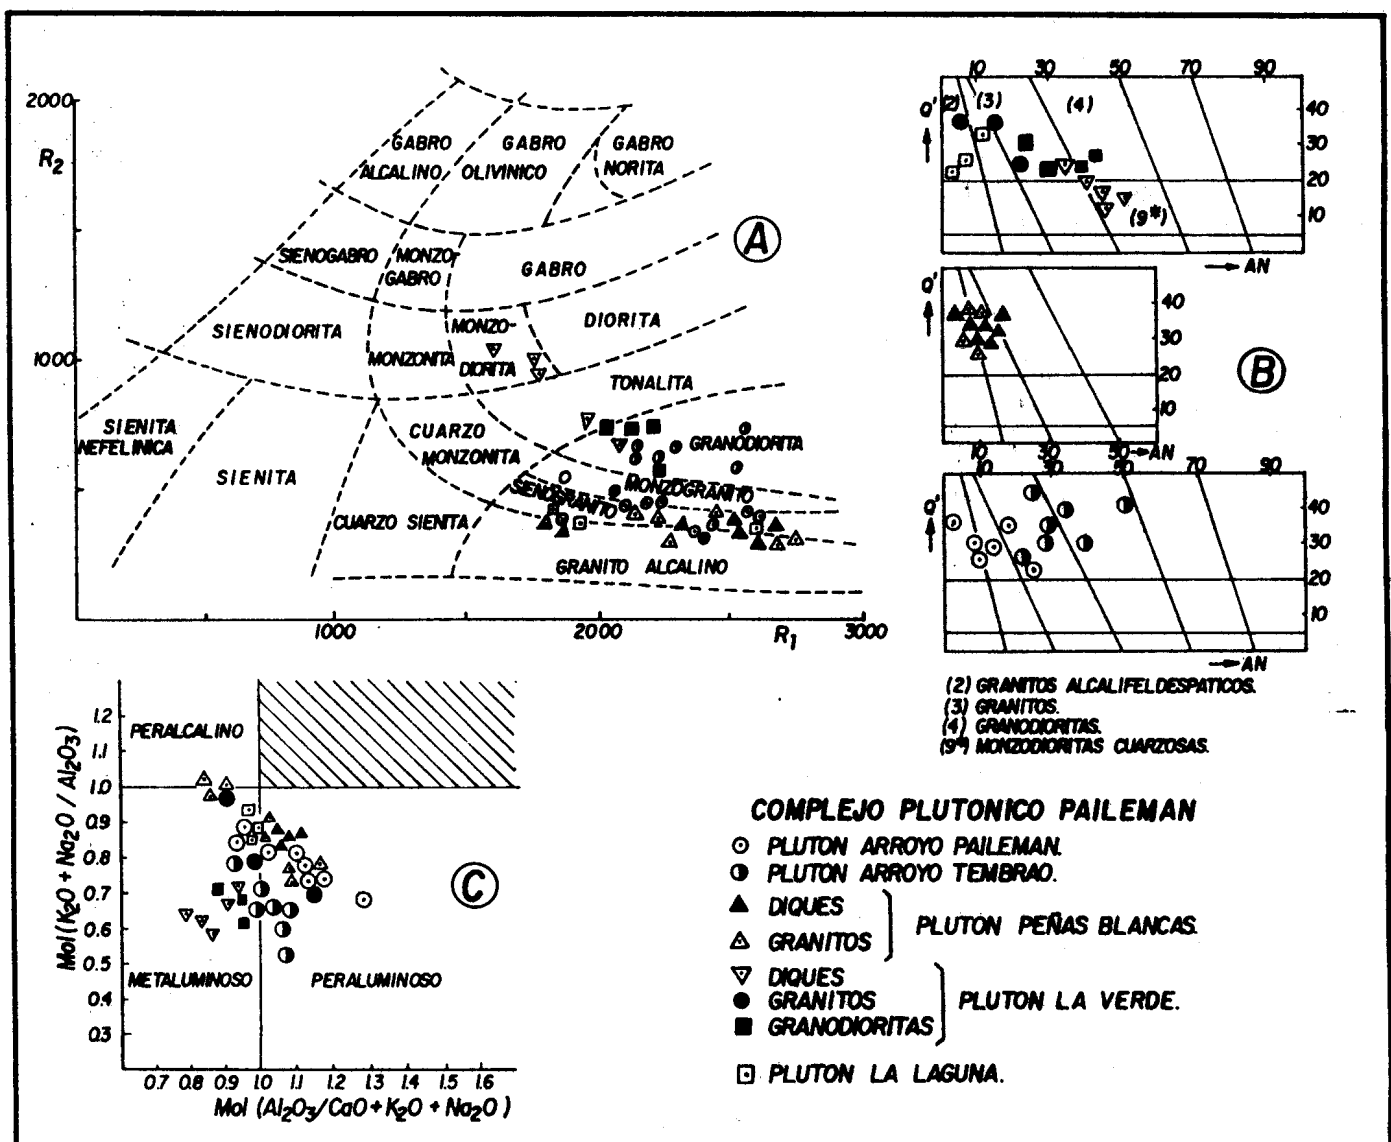 2000
R₂
1000
GABRO
ALCALINO
GABRO
OLIVINICO
GABRO
NORITA
SIENOGABRO
MONZO-
GABRO
GABRO
SIENODIORITA
MONZONITA
MONZO-
DIORITA
DIORITA
TONALITA
SIENITA
NEFELINICA
SIENITA
CUARZO
MONZONITA
GRANODIORITA
SIENOGRANITO
MONZOGRANITO
CUARZO SIENITA
GRANITO ALCALINO
1000
2000
R₁
3000
A
10 30 50 70 90
Q'
(2) (3) (4)
40
30
20
10
(9*)
AN
Q'
40
30
20
10
B
AN
10 30 50 90
Q'
40
30
20
10
AN
(2) GRANITOS ALCALIFELDESPATICOS.
(3) GRANITOS.
(4) GRANODIORITAS.
(9*) MONZODIORITAS CUARZOSAS.
Mol (K₂O + Na₂O / Al₂O₃)
1.2
1.1
1.0
0.9
0.8
0.7
0.6
0.5
0.4
0.3
PERALCALINO
C
METALUMINOSO
PERALUMINOSO
0.7 0.8 0.9 1.0 1.1 1.2 1.3 1.4 1.5 1.6
Mol (Al₂O₃/CaO + K₂O + Na₂O)
COMPLEJO PLUTONICO PAILEMAN
PLUTON ARROYO PAILEMAN.
PLUTON ARROYO TEMBRAO.
DIQUES
GRANITOS
PLUTON PEÑAS BLANCAS.
DIQUES
GRANITOS
GRANODIORITAS
PLUTON LA VERDE.
PLUTON LA LAGUNA.